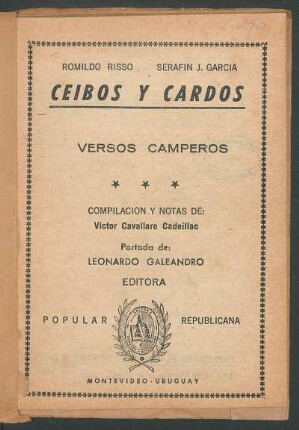 ROMILDO RISSO SERAFIN J. GARCIA
CEIBOS Y CARDOS
VERSOS CAMPEROS
COMPILACION Y NOTAS DE:
Víctor Cavallaro Cadeillac
Portada de:
LEONARDO GALEANDRO
EDITORA
POPULAR REPUBLICANA
MONTEVIDEO - URUGUAY